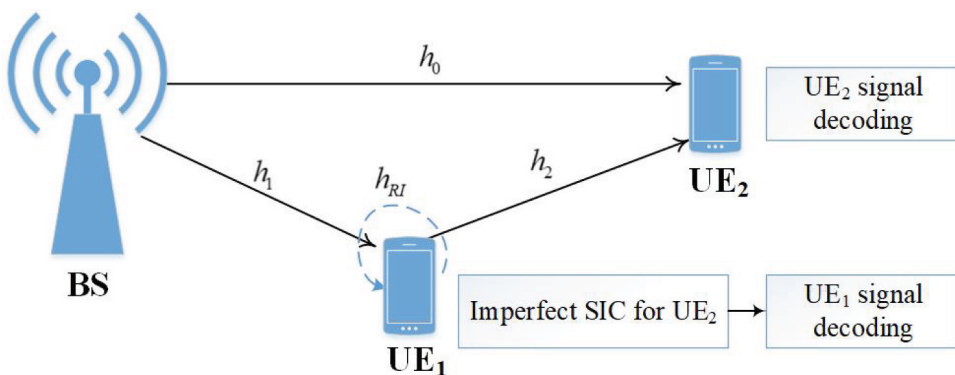 h0
UE2 signal
decoding
h1
hRI
h2
UE2
BS
Imperfect SIC for UE2
UE1 signal
decoding
UE1